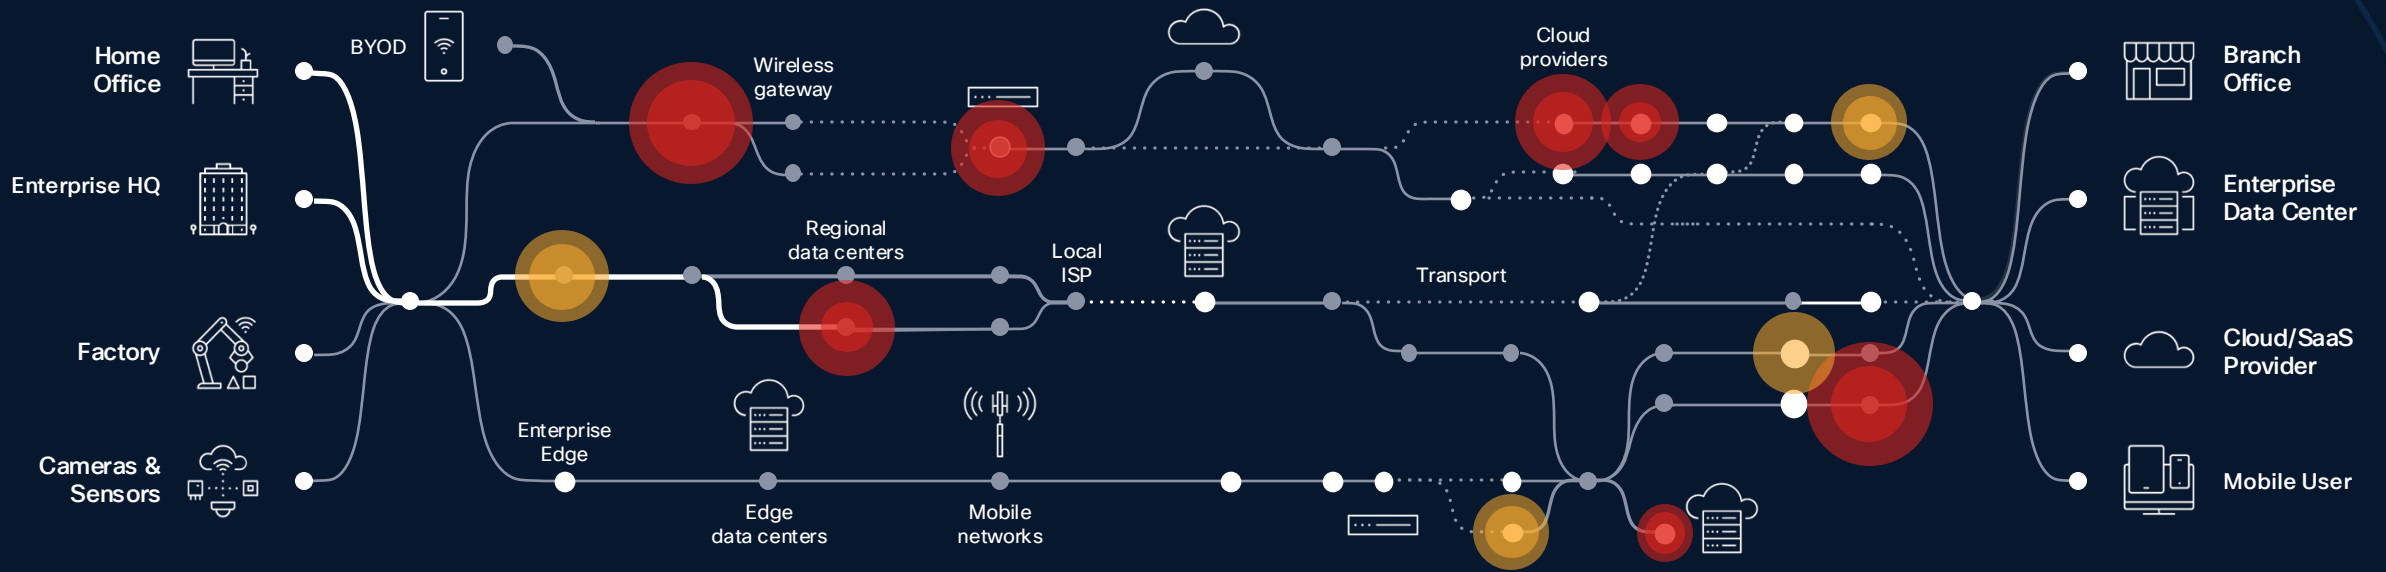 Home
Office
BYOD
Wireless
gateway
Cloud
providers
Branch
Office
Enterprise HQ
Enterprise
Data Center
Regional
data centers
Local
ISP
Transport
Factory
Cloud/SaaS
Provider
Enterprise
Edge
Cameras &
Sensors
Edge
data centers
Mobile
networks
Mobile User